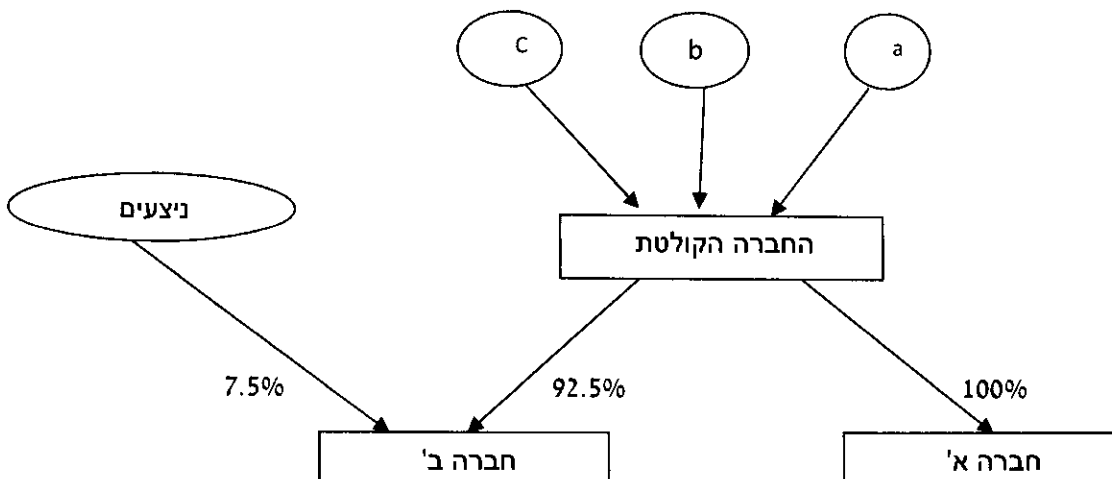 a
b
c
ניצעים
החברה הקולטת
7.5%
92.5%
100%
חברה א'
חברה ב'